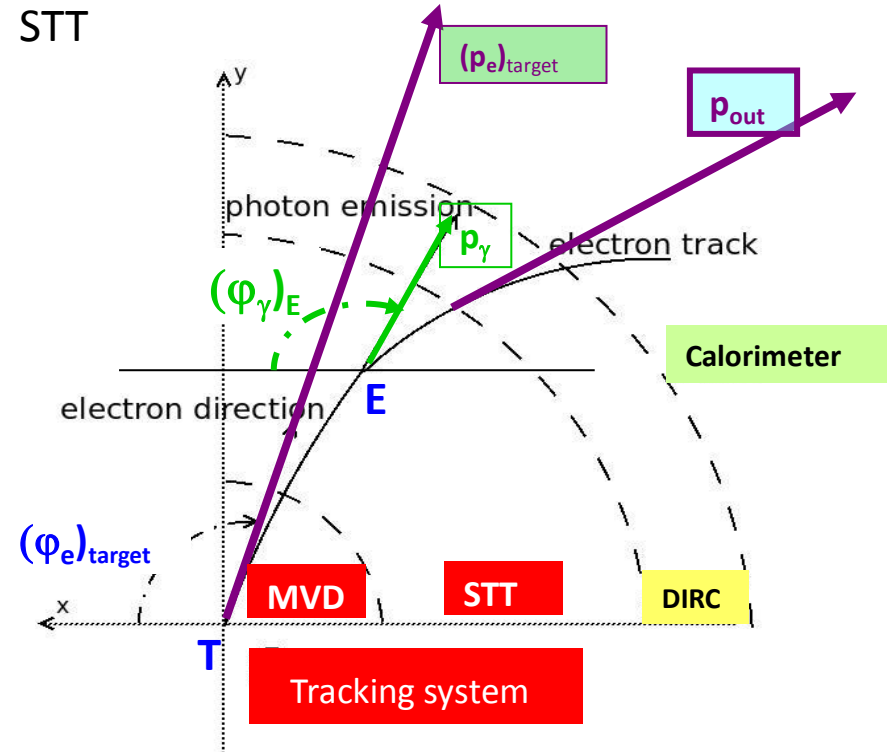 STT
y
(pe)target
pout
photon emission
pγ
electron track
(φγ)E
Calorimeter
E
electron direction
(φe)target
x
MVD
STT
DIRC
T
Tracking system